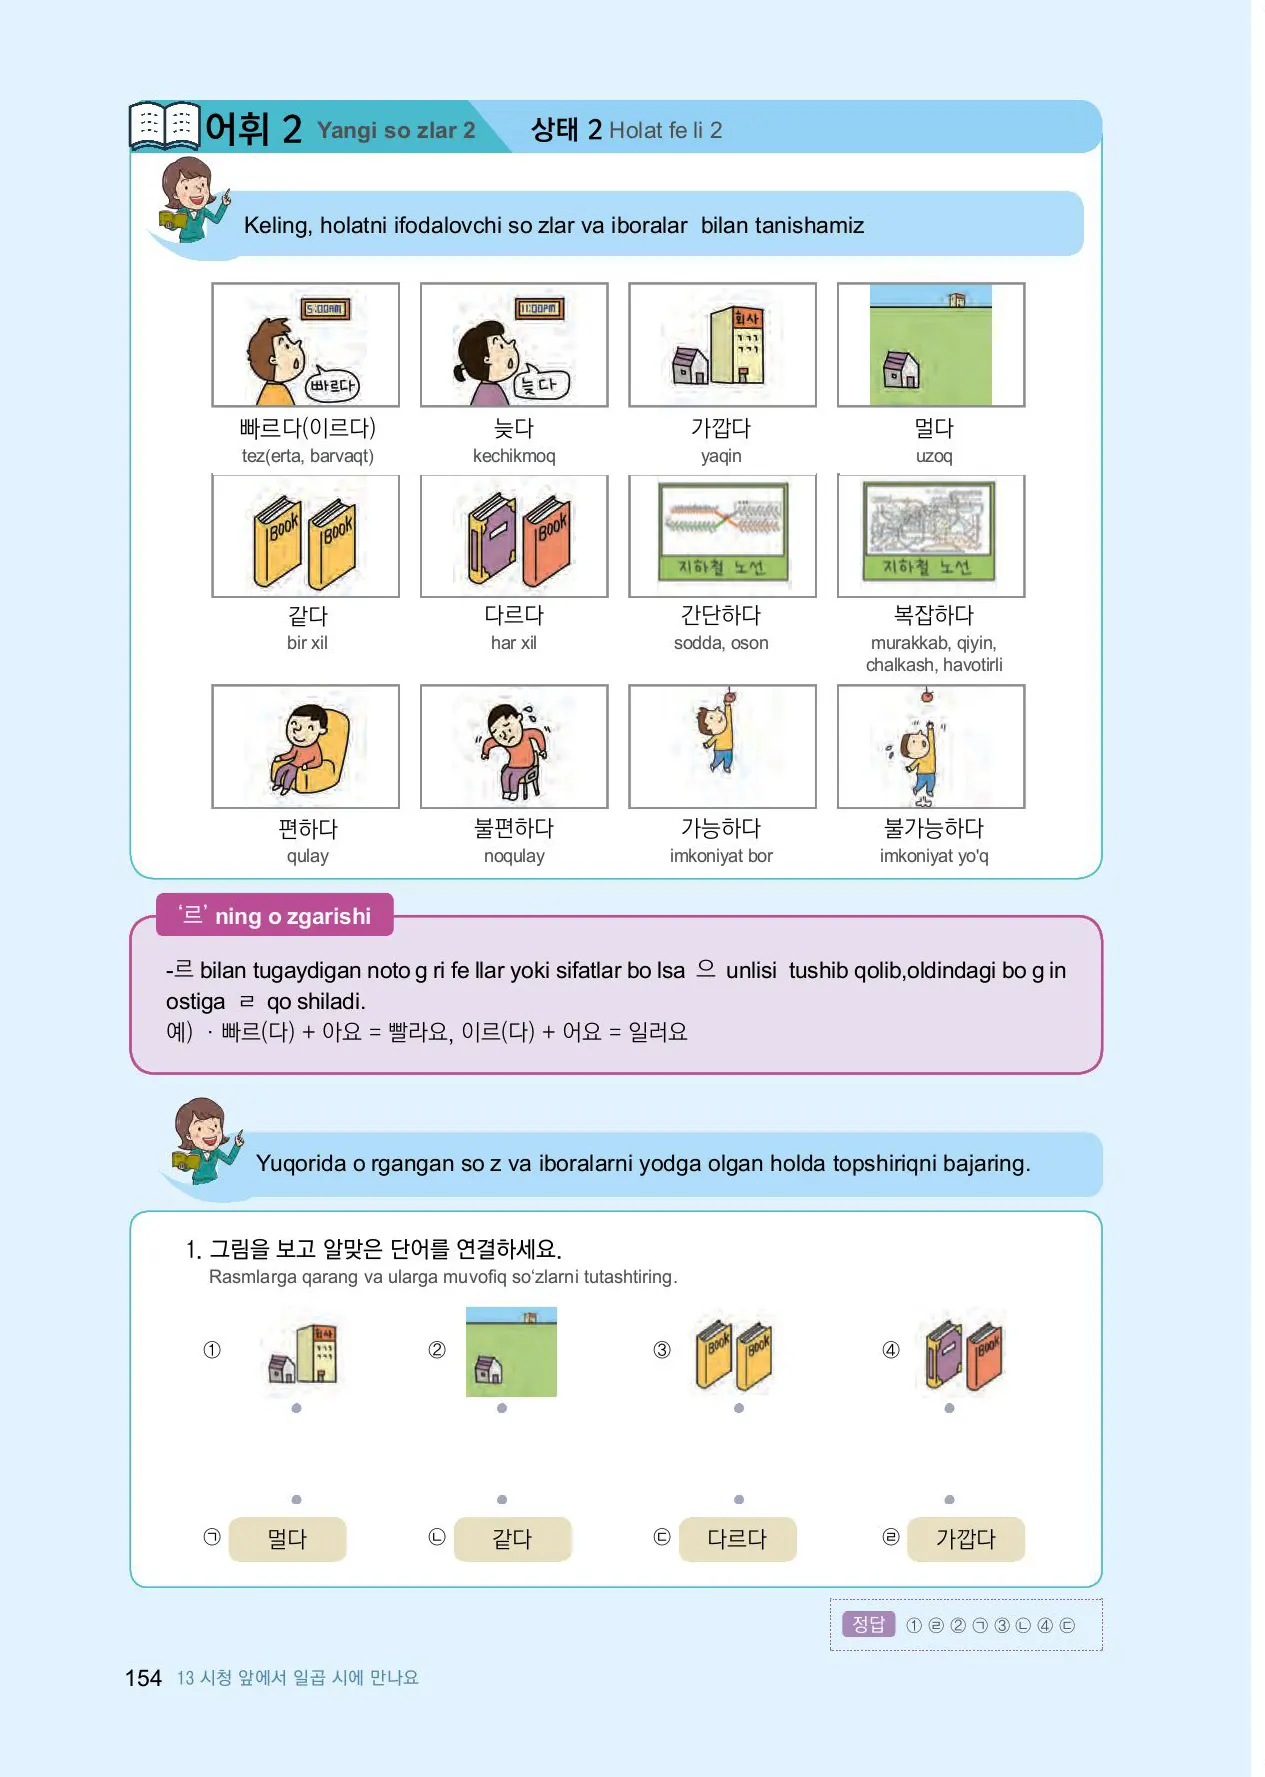 어휘 2 Yangi so zlar 2 상태 2 Holat fe li 2
Keling, holatni ifodalovchi so zlar va iboralar bilan tanishamiz
5:00AM
11:00PM
회사
빠르다
늦다
빠르다(이르다) 늦다 가깝다 멀다
tez(erta, barvaqt) kechikmoq yaqin uzoq
BOOK BOOK BOOK
지하철 노선 지하철 노선
같다 다르다 간단하다 복잡하다
bir xil har xil sodda, oson murakkab, qiyin,
chalkash, havotirli
편하다 불편하다 가능하다 불가능하다
qulay noqulay imkoniyat bor imkoniyat yo'q
‘르’ ning o zgarishi
-르 bilan tugaydigan noto g ri fe llar yoki sifatlar bo lsa 으 unlisi tushib qolib,oldindagi bo g in
ostiga ㄹ qo shiladi.
예) · 빠르(다) + 아요 = 빨라요, 이르(다) + 어요 = 일러요
Yuqorida o rgangan so z va iboralarni yodga olgan holda topshiriqni bajaring.
1. 그림을 보고 알맞은 단어를 연결하세요.
Rasmlarga qarang va ularga muvofiq so‘zlarni tutashtiring.
① ② ③ ④
회사
BOOK BOOK BOOK
㉠ 멀다 ㉡ 같다 ㉢ 다르다 ㉣ 가깝다
정답 ① ㉣ ② ㉠ ③ ㉡ ④ ㉢
154 13 시청 앞에서 일곱 시에 만나요